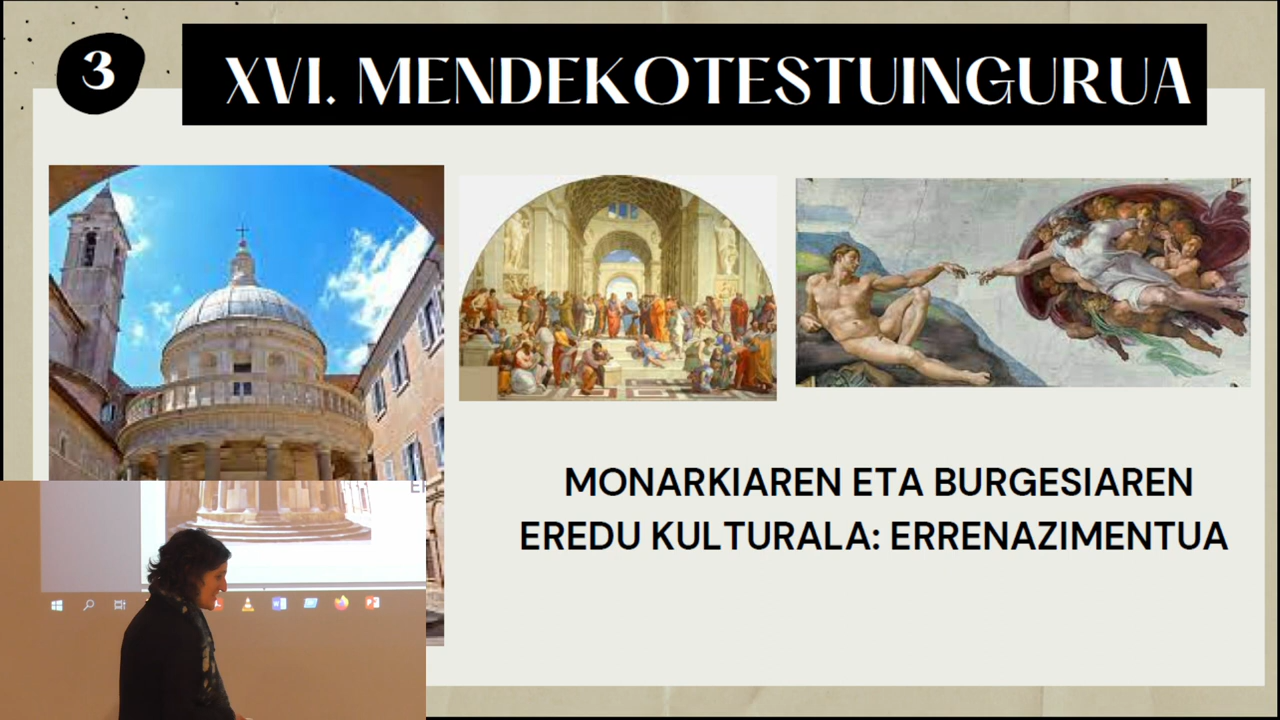 3
XVI. MENDEKOTESTUINGURUA
MONARKIAREN ETA BURGESIAREN
EREDU KULTURALA: ERRENAZIMENTUA